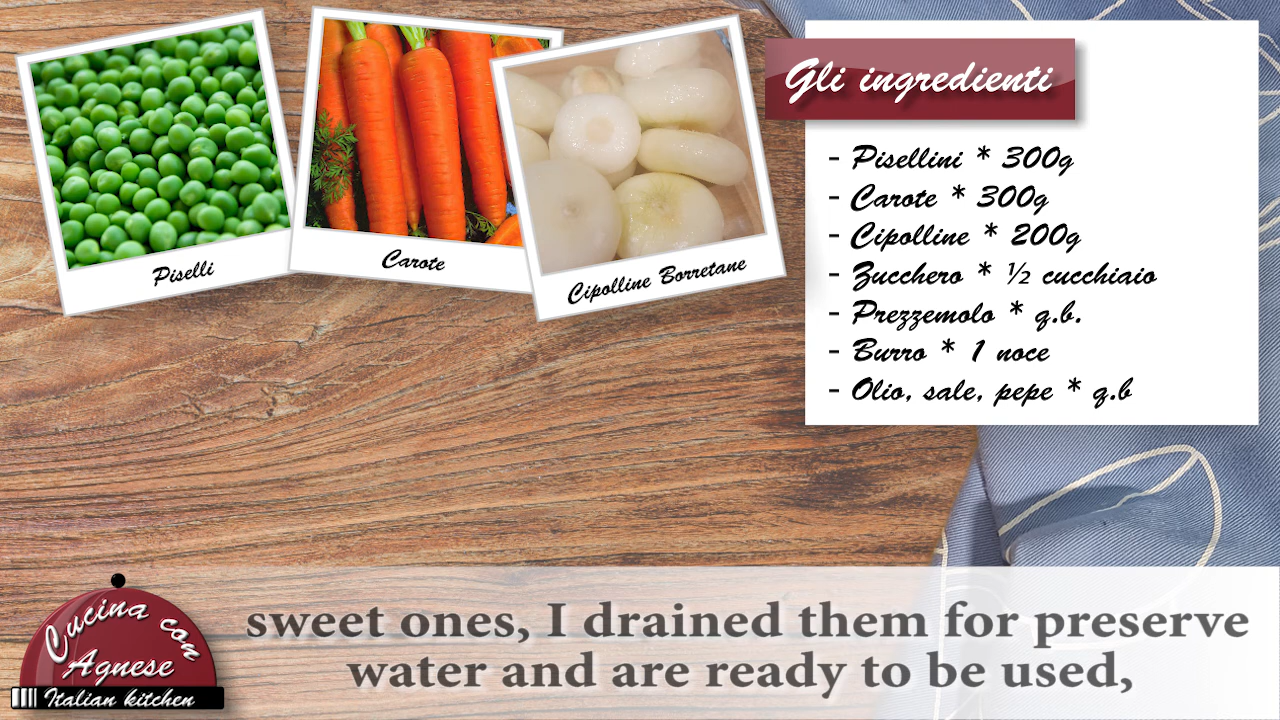 Piselli
Carote
Cipolline Borretane
Gli ingredienti
- Pisellini * 300g
- Carote * 300g
- Cipolline * 200g
- Zucchero * ½ cucchiaio
- Prezzemolo * q.b.
- Burro * 1 noce
- Olio, sale, pepe * q.b
sweet ones, I drained them for preserve
water and are ready to be used,
Cucina con
Agnese
Italian kitchen